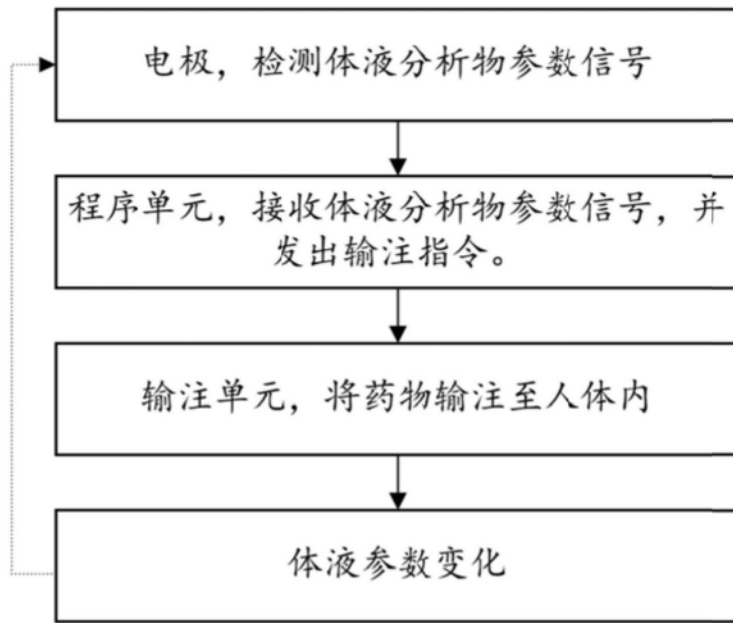 电极，检测体液分析物参数信号
程序单元，接收体液分析物参数信号，并
发出输注指令。
输注单元，将药物输注至人体内
体液参数变化